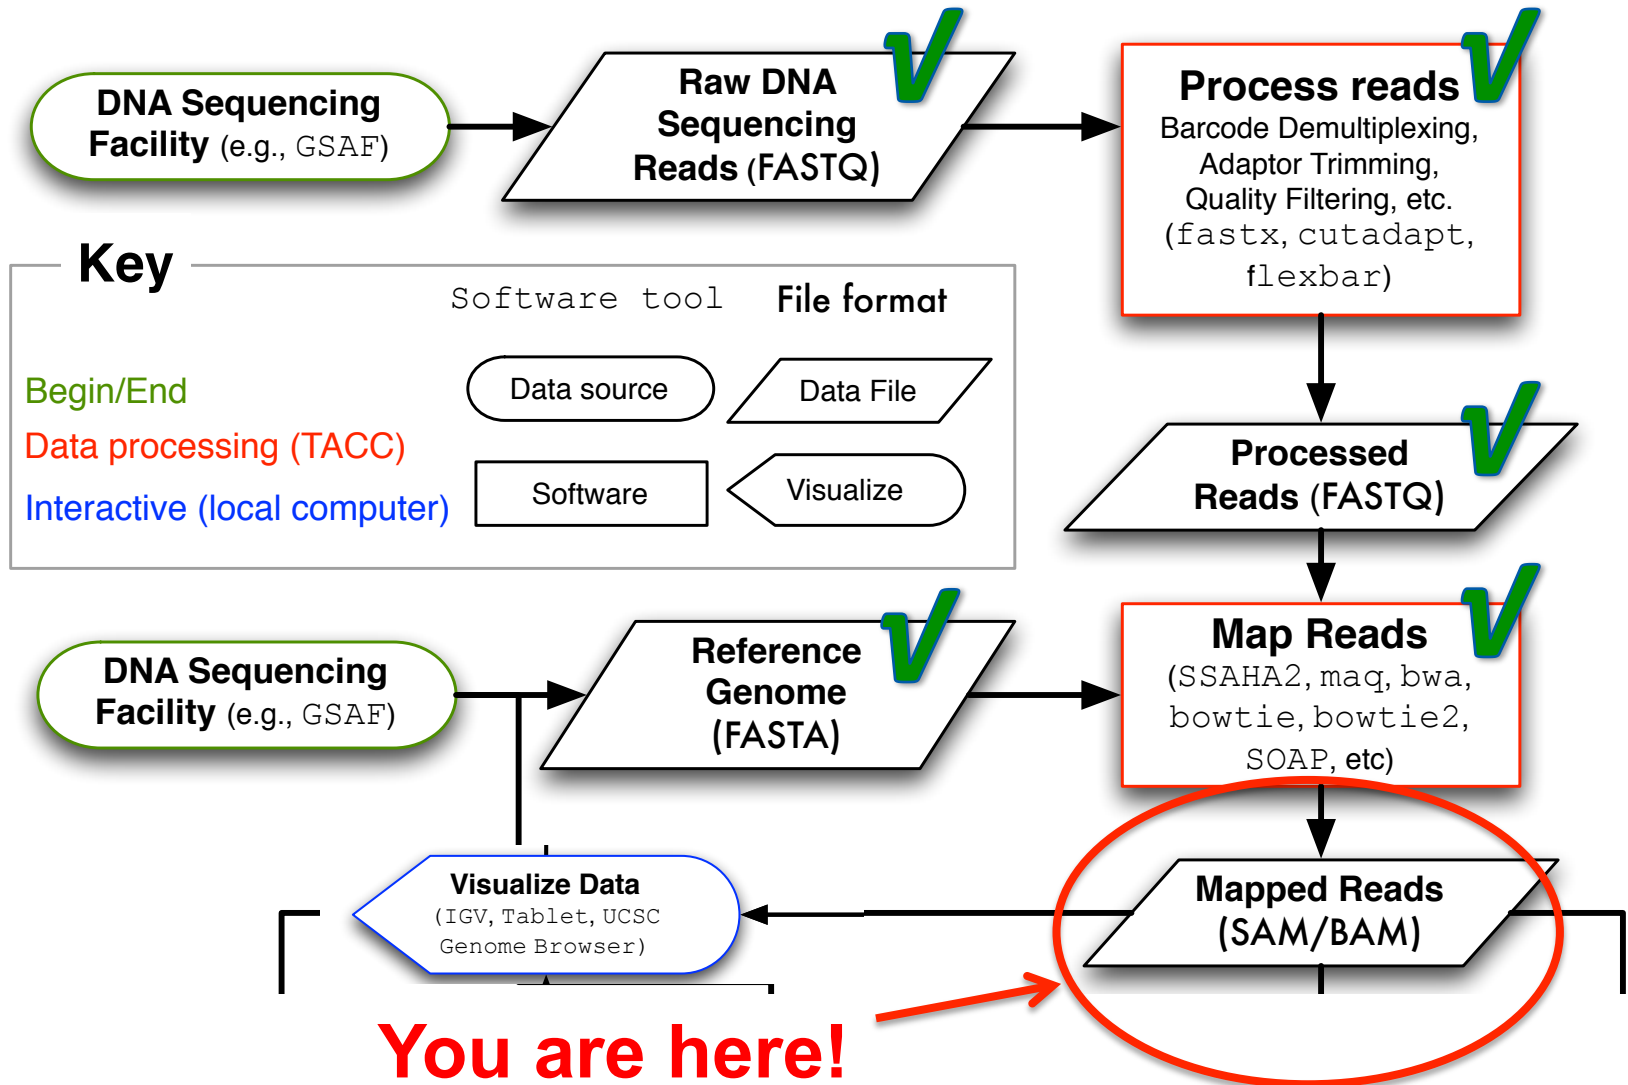 DNA Sequencing
Facility (e.g., GSAF)
Raw DNA
Sequencing
Reads (FASTQ)
Process reads
Barcode Demultiplexing,
Adaptor Trimming,
Quality Filtering, etc.
(fastx, cutadapt,
flexbar)
Key
Software tool
File format
Begin/End
Data source
Data File
Data processing (TACC)
Interactive (local computer)
Software
Visualize
Processed
Reads (FASTQ)
DNA Sequencing
Facility (e.g., GSAF)
Reference
Genome
(FASTA)
Map Reads
(SSAHA2, maq, bwa,
bowtie, bowtie2,
SOAP, etc)
Visualize Data
(IGV, Tablet, UCSC
Genome Browser)
Mapped Reads
(SAM/BAM)
You are here!